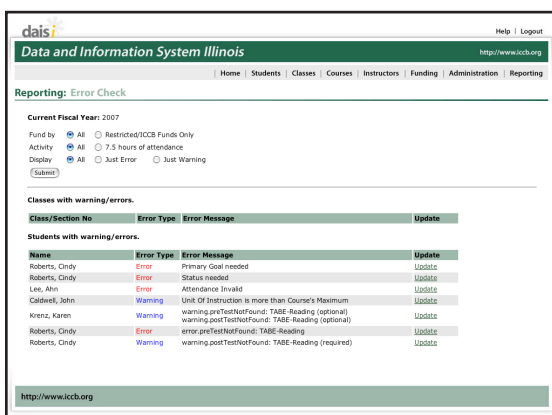 daisi
Help | Logout
Data and Information System Illinois
http://www.iccb.org
| Home | Students | Classes | Courses | Instructors | Funding | Administration | Reporting
Reporting: Error Check
Current Fiscal Year: 2007
Fund by All Restricted/ICCB Funds Only
Activity All 7.5 hours of attendance
Display All Just Error Just Warning
Submit
Classes with warning/errors.
Class/Section No Error Type Error Message Update
Students with warning/errors.
Name Error Type Error Message Update
Roberts, Cindy Error Primary Goal needed Update
Roberts, Cindy Error Status needed Update
Lee, Ahn Error Attendance Invalid Update
Caldwell, John Warning Unit Of Instruction is more than Course's Maximum Update
Krenz, Karen Warning warning.preTestNotFound: TABE-Reading (optional) Update
warning.postTestNotFound: TABE-Reading (optional)
Roberts, Cindy Error error.preTestNotFound: TABE-Reading Update
Roberts, Cindy Warning warning.postTestNotFound: TABE-Reading (required) Update
http://www.iccb.org